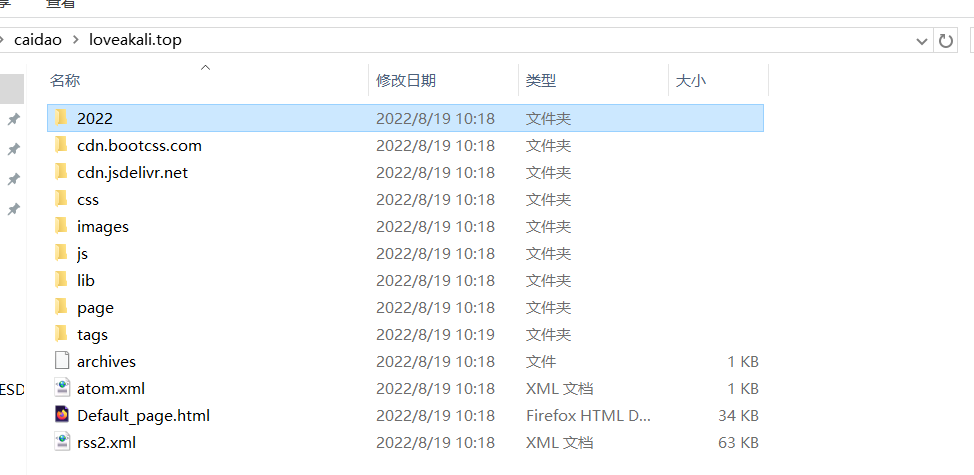 查看
caidao > loveakali.top
名称 修改日期 类型 大小
2022 2022/8/19 10:18 文件夹
cdn.bootcss.com 2022/8/19 10:18 文件夹
cdn.jsdelivr.net 2022/8/19 10:18 文件夹
css 2022/8/19 10:18 文件夹
images 2022/8/19 10:18 文件夹
js 2022/8/19 10:18 文件夹
lib 2022/8/19 10:18 文件夹
page 2022/8/19 10:18 文件夹
tags 2022/8/19 10:19 文件夹
archives 2022/8/19 10:18 文件 1 KB
ESD
atom.xml 2022/8/19 10:18 XML 文档 1 KB
Default_page.html 2022/8/19 10:18 Firefox HTML D... 34 KB
rss2.xml 2022/8/19 10:18 XML 文档 63 KB